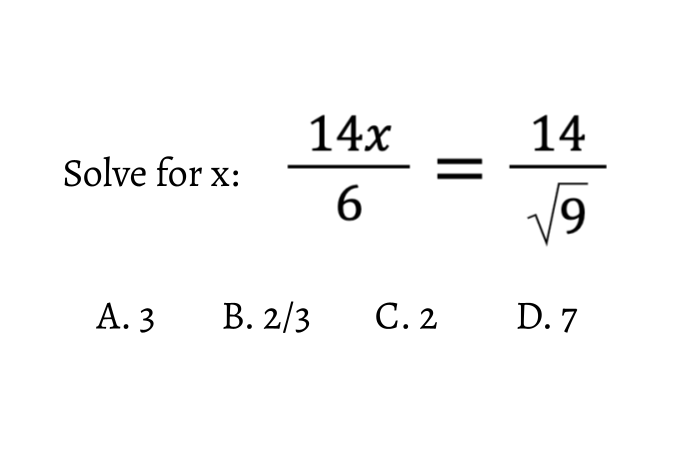 Solve for x: 14x/6 = 14/√9
A. 3 B. 2/3 C. 2 D. 7